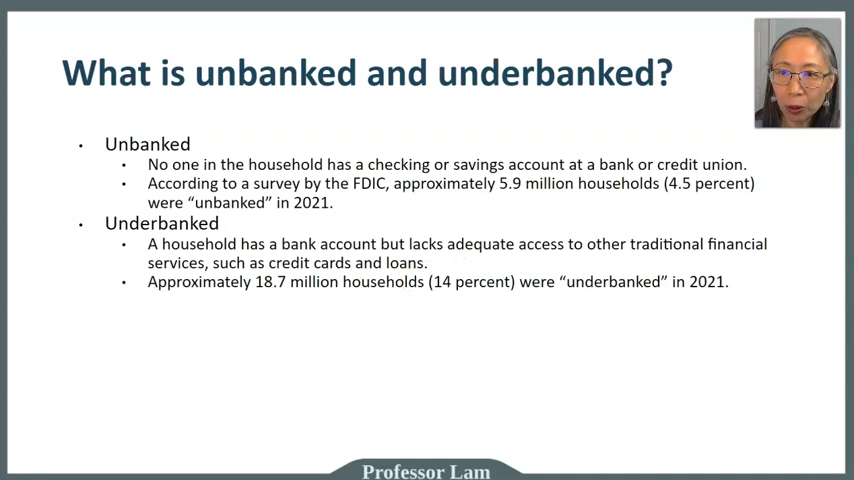 What is unbanked and underbanked?
• Unbanked
• No one in the household has a checking or savings account at a bank or credit union.
• According to a survey by the FDIC, approximately 5.9 million households (4.5 percent)
were “unbanked” in 2021.
• Underbanked
• A household has a bank account but lacks adequate access to other traditional financial
services, such as credit cards and loans.
• Approximately 18.7 million households (14 percent) were “underbanked” in 2021.
Professor Lam